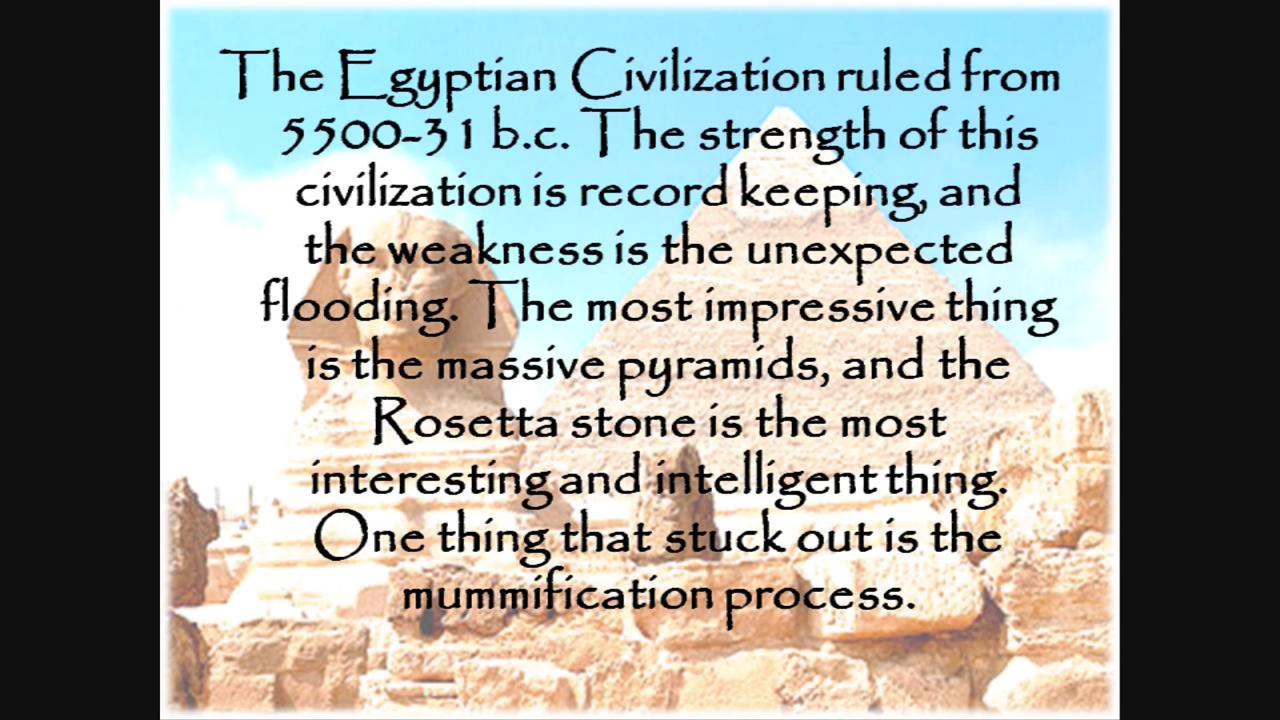 The Egyptian Civilization ruled from
5500-31 b.c. The strength of this
civilization is record keeping, and
the weakness is the unexpected
flooding. The most impressive thing
is the massive pyramids, and the
Rosetta stone is the most
interesting and intelligent thing.
One thing that stuck out is the
mummification process.